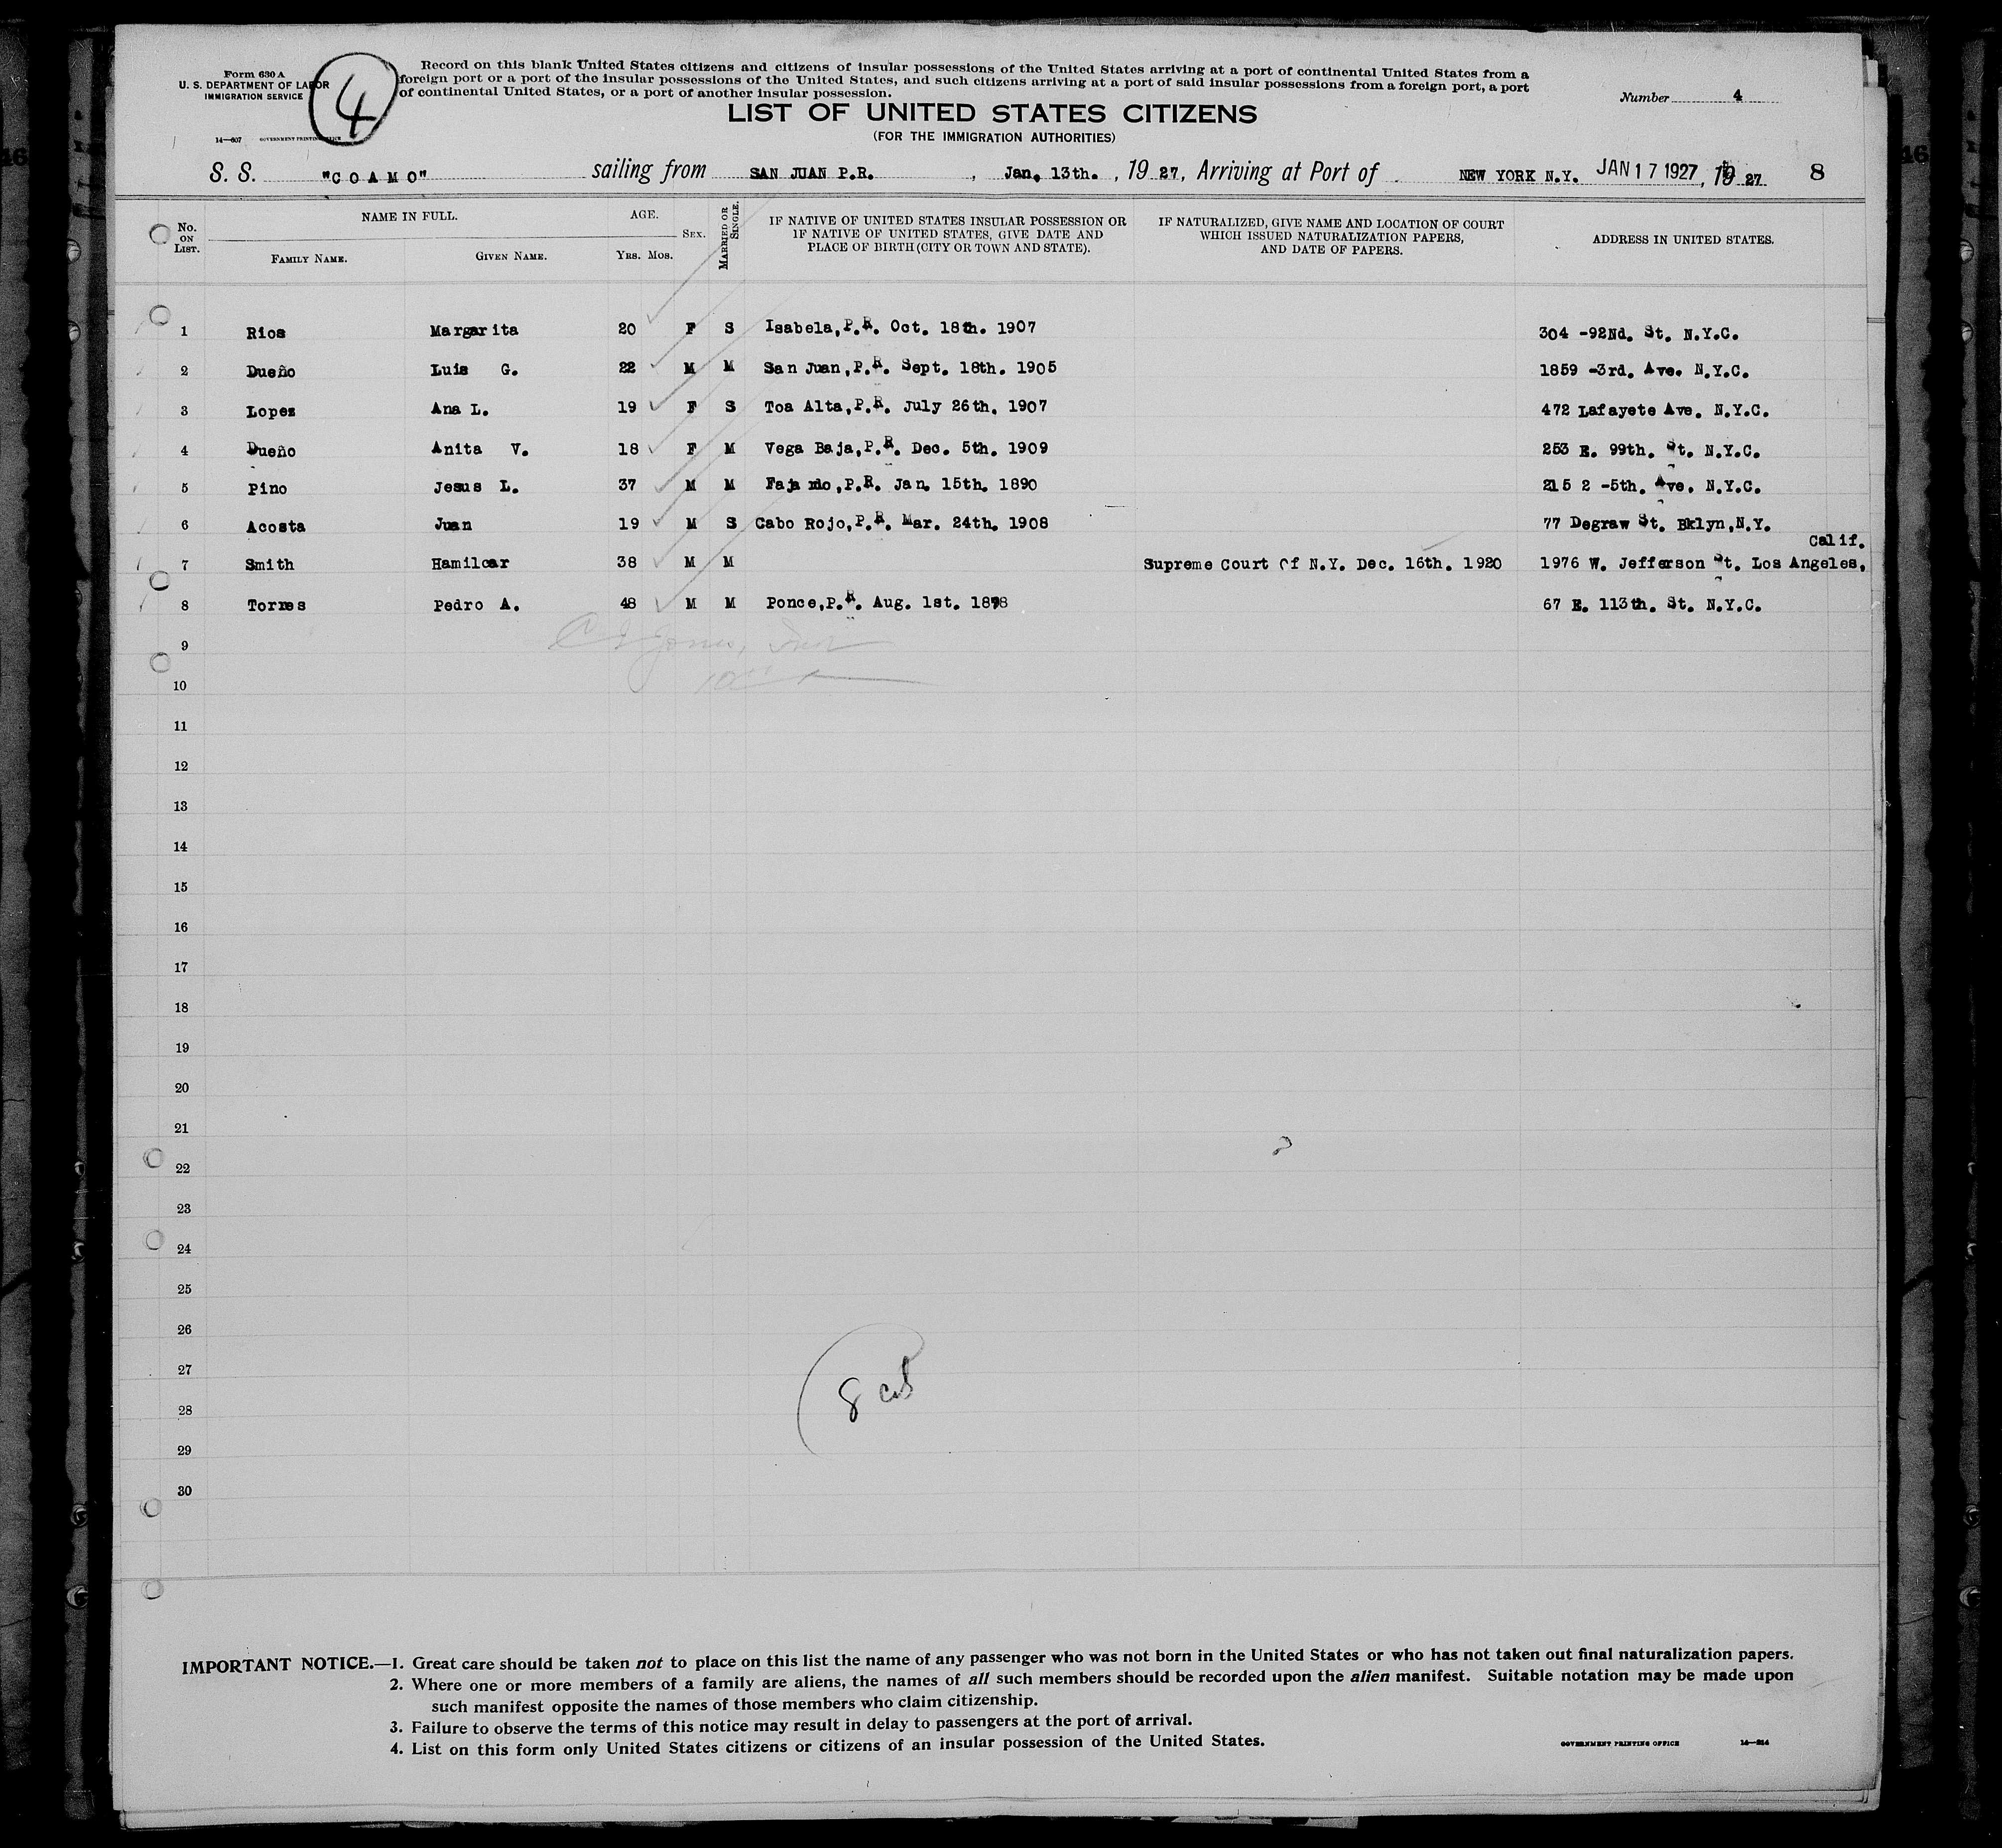 Form 630 A
U. S. DEPARTMENT OF LABOR
IMMIGRATION SERVICE
14—607 GOVERNMENT PRINTING OFFICE
4
Record on this blank United States citizens and citizens of insular possessions of the United States arriving at a port of continental United States from a
foreign port or a port of the insular possessions of the United States, and such citizens arriving at a port of said insular possessions from a foreign port, a port
of continental United States, or a port of another insular possession.
Number 4
LIST OF UNITED STATES CITIZENS
(FOR THE IMMIGRATION AUTHORITIES)
S. S. "COAMO" sailing from SAN JUAN P.R. , Jan. 13th. , 19 27, Arriving at Port of NEW YORK N.Y. JAN 17 1927, 19 27 8
No. ON LIST. NAME IN FULL. FAMILY NAME. GIVEN NAME. AGE. YRS. MOS. SEX. MARRIED OR SINGLE.
IF NATIVE OF UNITED STATES INSULAR POSSESSION OR
IF NATIVE OF UNITED STATES, GIVE DATE AND
PLACE OF BIRTH (CITY OR TOWN AND STATE).
IF NATURALIZED, GIVE NAME AND LOCATION OF COURT
WHICH ISSUED NATURALIZATION PAPERS,
AND DATE OF PAPERS.
ADDRESS IN UNITED STATES.
1 Rios Margarita 20 F S Isabela,P.R. Oct. 18th. 1907 304 -92Nd. St. N.Y.C.
2 Dueño Luis G. 22 M M San Juan,P.R. Sept. 18th. 1905 1859 -3rd. Ave. N.Y.C.
3 Lopez Ana L. 19 F S Toa Alta,P.R. July 26th. 1907 472 Lafayete Ave. N.Y.C.
4 Dueño Anita V. 18 F M Vega Baja,P.R. Dec. 5th. 1909 253 E. 99th. St. N.Y.C.
5 Pino Jesus L. 37 M M Fajardo,P.R. Jan. 15th. 1890 215 2 -5th. Ave. N.Y.C.
6 Acosta Juan 19 M S Cabo Rojo,P.R. Mar. 24th. 1908 77 Degraw St. Bklyn,N.Y.
7 Smith Hamilcar 38 M M Supreme Court Of N.Y. Dec. 16th. 1920 1976 W. Jefferson St. Los Angeles, Calif.
8 Torres Pedro A. 48 M M Ponce,P.R. Aug. 1st. 1878 67 E. 113th. St. N.Y.C.
9
10
11
12
13
14
15
16
17
18
19
20
21
22
23
24
25
26
27
28
29
30
8
IMPORTANT NOTICE.—1. Great care should be taken not to place on this list the name of any passenger who was not born in the United States or who has not taken out final naturalization papers.
2. Where one or more members of a family are aliens, the names of all such members should be recorded upon the alien manifest. Suitable notation may be made upon
such manifest opposite the names of those members who claim citizenship.
3. Failure to observe the terms of this notice may result in delay to passengers at the port of arrival.
4. List on this form only United States citizens or citizens of an insular possession of the United States.
GOVERNMENT PRINTING OFFICE 14—214